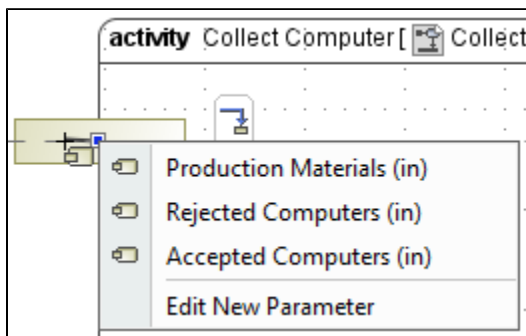 activity Collect Computer [ Collect
Production Materials (in)
Rejected Computers (in)
Accepted Computers (in)
Edit New Parameter